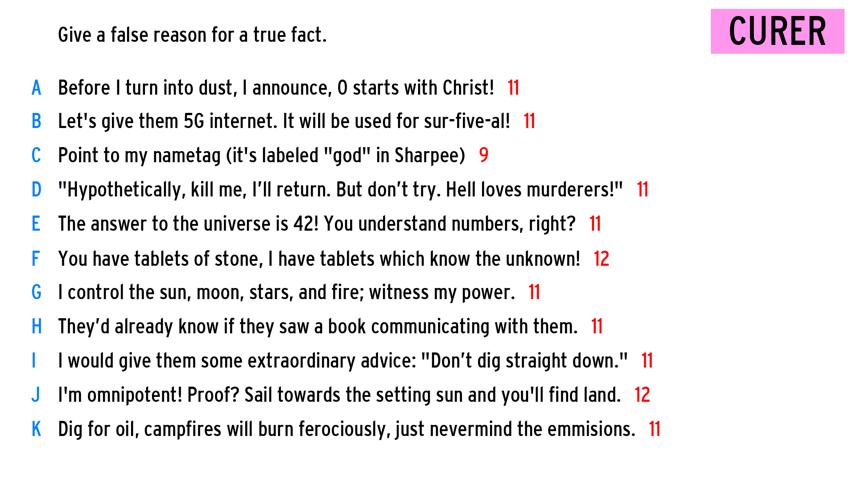 Give a false reason for a true fact.
CURER
A Before I turn into dust, I announce, 0 starts with Christ! 11
B Let's give them 5G internet. It will be used for sur-five-al! 11
C Point to my nametag (it's labeled "god" in Sharpee) 9
D "Hypothetically, kill me, I’ll return. But don’t try. Hell loves murderers!" 11
E The answer to the universe is 42! You understand numbers, right? 11
F You have tablets of stone, I have tablets which know the unknown! 12
G I control the sun, moon, stars, and fire; witness my power. 11
H They’d already know if they saw a book communicating with them. 11
I I would give them some extraordinary advice: "Don’t dig straight down." 11
J I'm omnipotent! Proof? Sail towards the setting sun and you'll find land. 12
K Dig for oil, campfires will burn ferociously, just nevermind the emmisions. 11